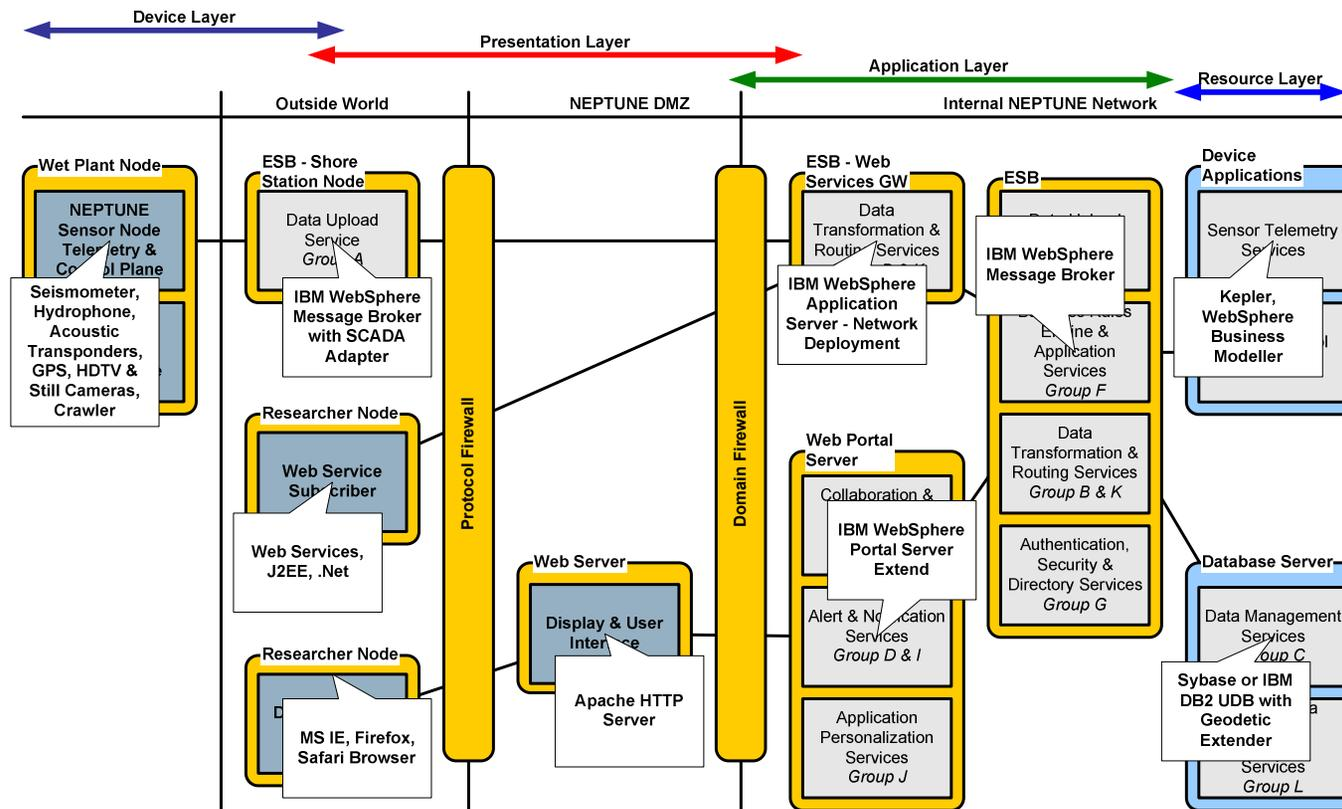 Device Layer
Presentation Layer
Application Layer
Resource Layer
Outside World
NEPTUNE DMZ
Internal NEPTUNE Network
Wet Plant Node
NEPTUNE
Sensor Node
Telemetry &
Plane
Seismometer,
Hydrophone,
Acoustic
Transponders,
GPS, HDTV &
Still Cameras,
Crawler
ESB - Shore
Station Node
Data Upload
Service
A
IBM WebSphere
Message Broker
with SCADA
Adapter
Researcher Node
Web Service
Subscriber
Web Services,
J2EE, .Net
Researcher Node
MS IE, Firefox,
Safari Browser
Protocol Firewall
Web Server
Display & User
Apache HTTP
Server
Domain Firewall
ESB - Web
Services GW
Data
Transformation &
Routing Services
IBM WebSphere
Application
Server - Network
Deployment
Web Portal
Server
Collaboration &
IBM WebSphere
Portal Server
Extend
Alert & Notification
Services
Group D & I
Application
Personalization
Services
Group J
ESB
IBM WebSphere
Message Broker
Engine &
Application
Services
Group F
Data
Transformation &
Routing Services
Group B & K
Authentication,
Security &
Directory Services
Group G
Device
Applications
Sensor Telemetry
Services
Kepler,
WebSphere
Business
Modeller
Database Server
Data Management
Services
C
Sybase or IBM
DB2 UDB with
Geodetic
Extender
Services
Group L